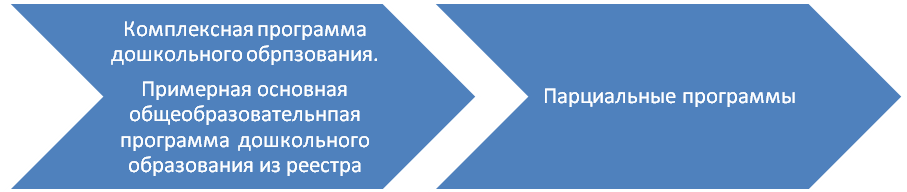 Комплексная программа
дошкольного обрпзования.
Примерная основная
общеобразовательнпая
программа дошкольного
образования из реестра
Парциальные программы